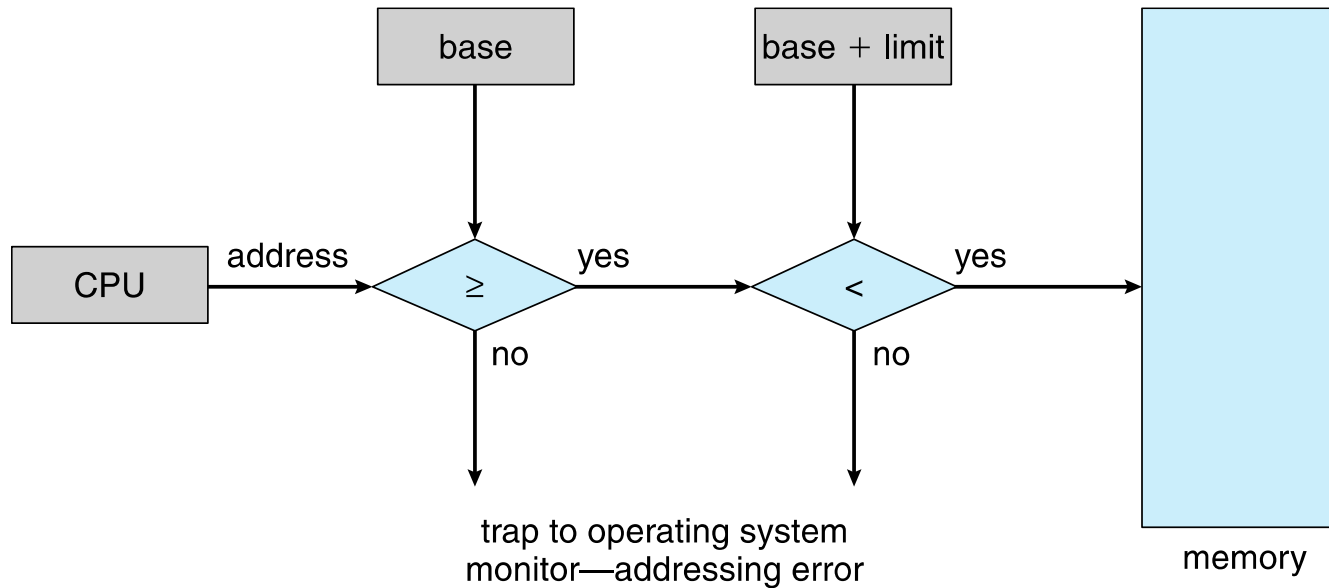 base
base + limit
CPU
address
≥
yes
<
yes
no
no
trap to operating system
monitor—addressing error
memory